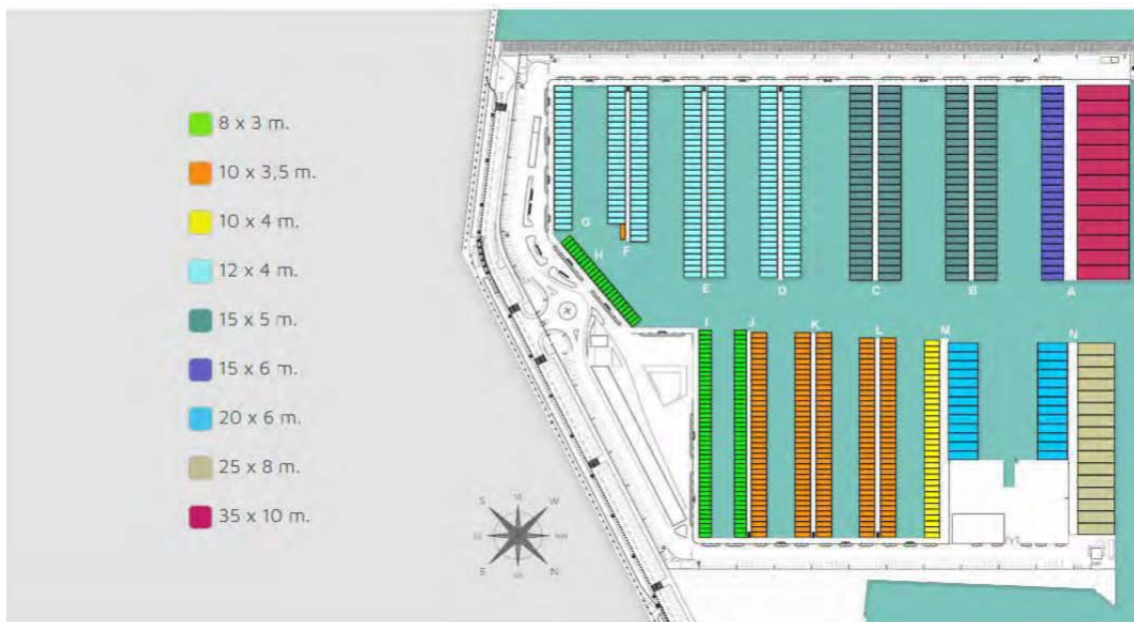 8 x 3 m.
10 x 3,5 m.
10 x 4 m.
12 x 4 m.
15 x 5 m.
15 x 6 m.
20 x 6 m.
25 x 8 m.
35 x 10 m.
G
H
F
E
D
C
B
A
I
J
K
L
M
N
S
W
E
N